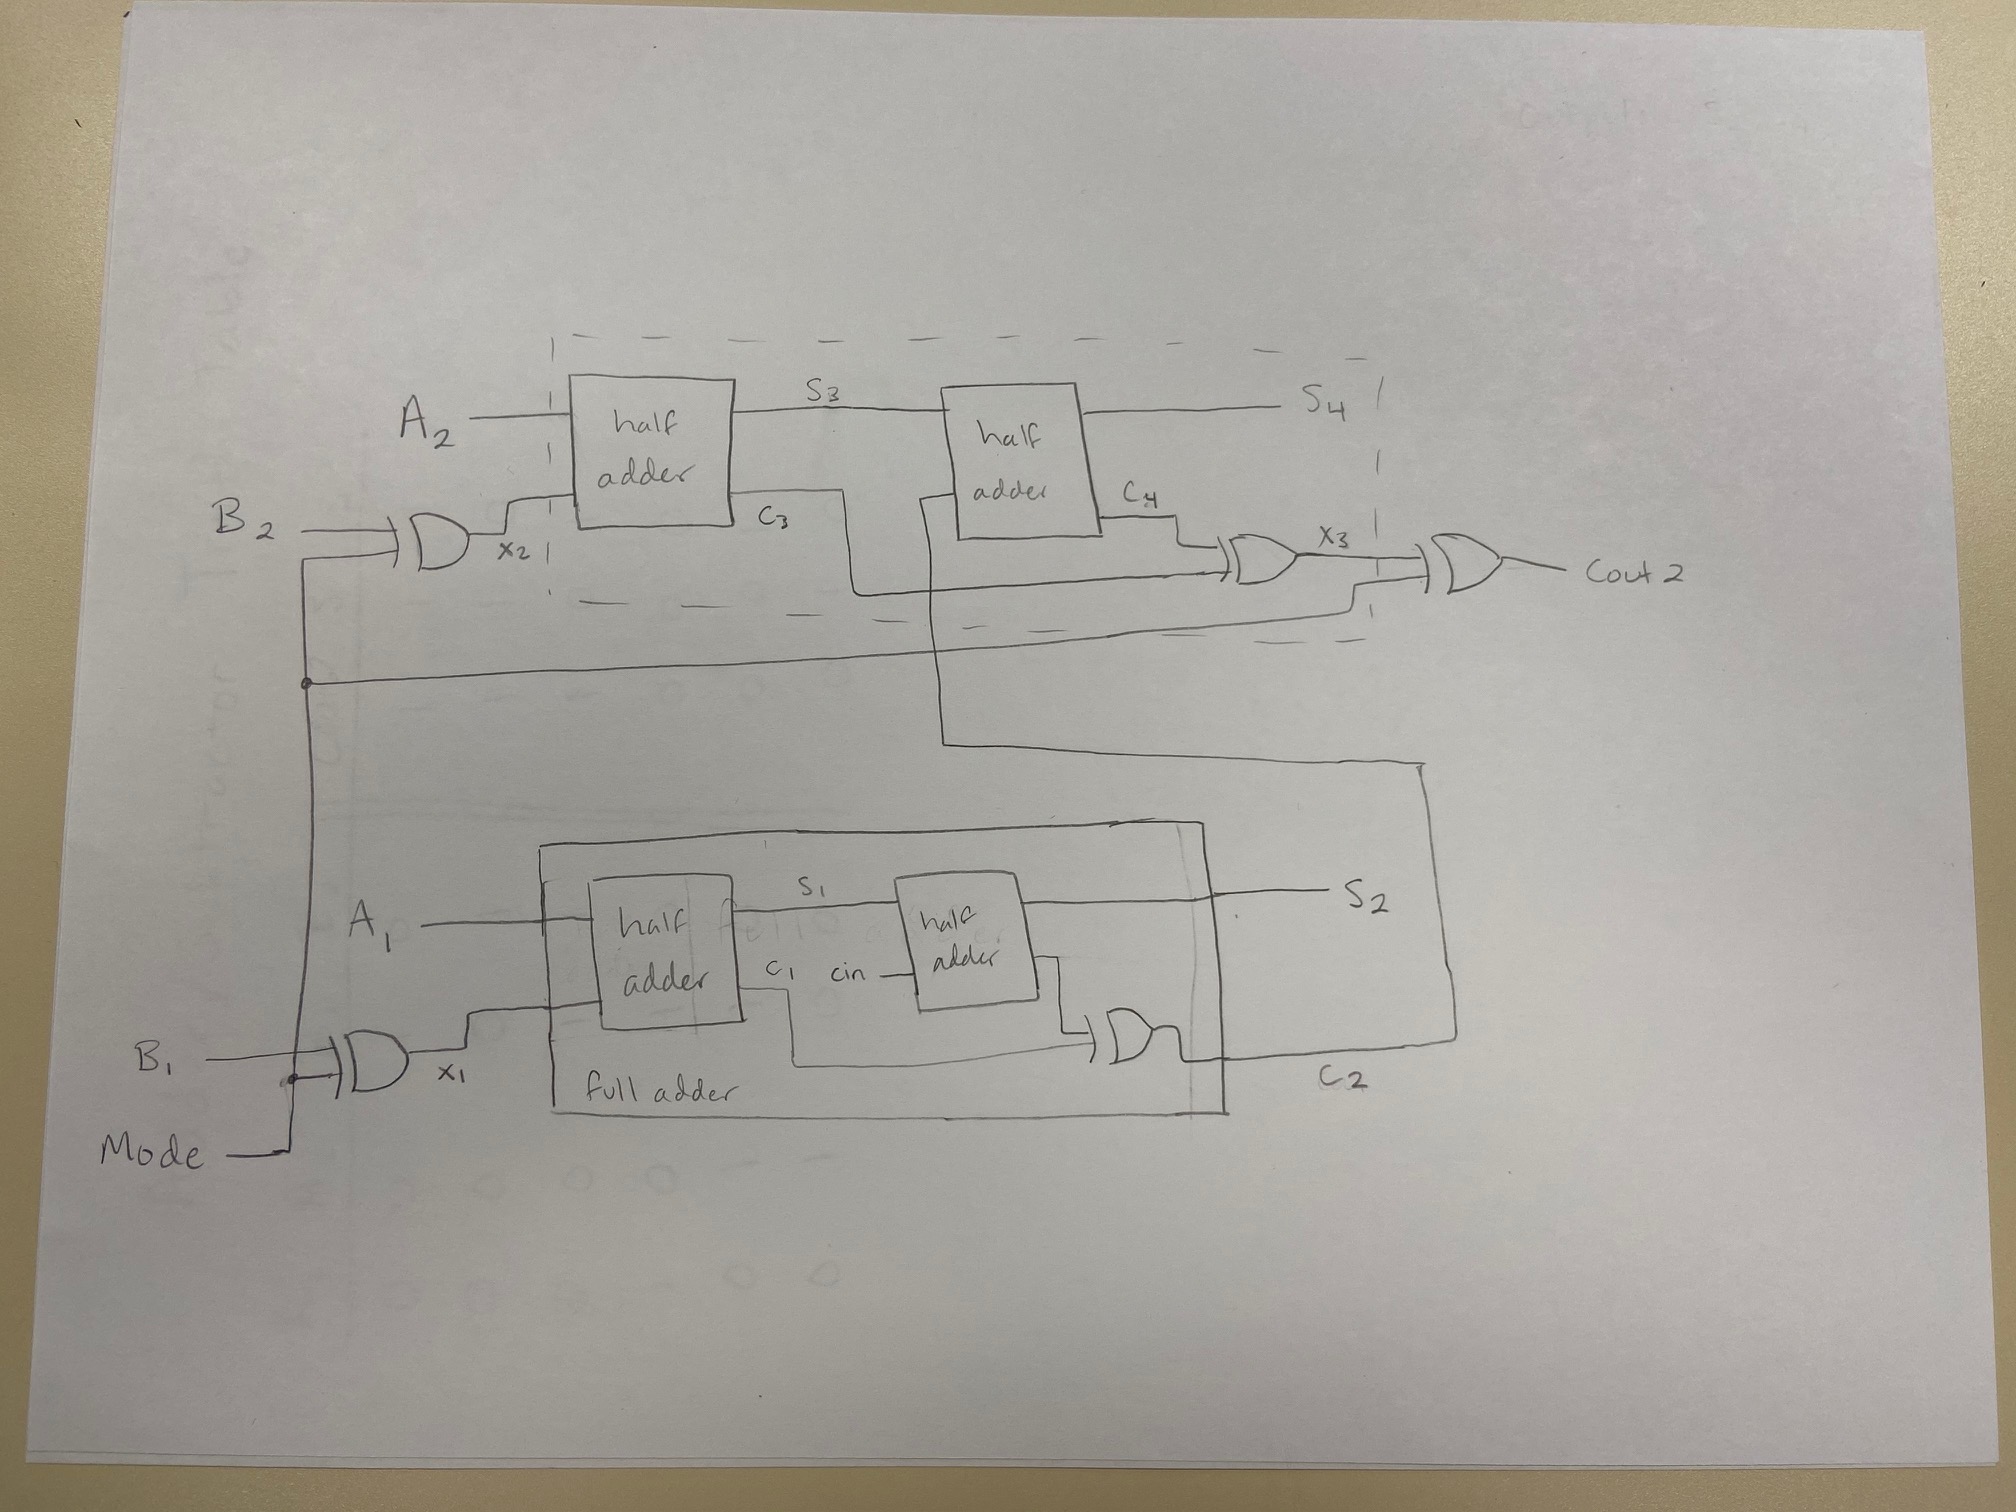 A₂
B₂
half
adder
half
adder
S₃
S₄
x₂
C₃
C₄
x₃
Cout 2
A₁
B₁
Mode
x₁
half
adder
half
adder
S₁
S₂
C₁
Cin
full adder
C₂